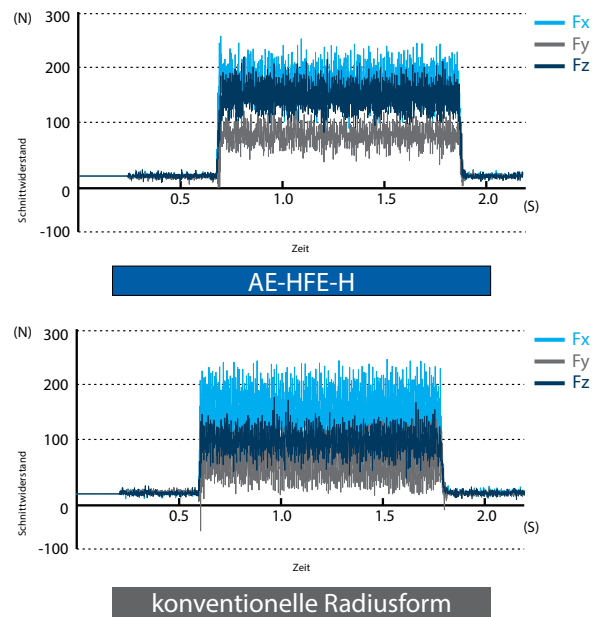 (N)
300
200
100
0
-100
Schnittwiderstand
0.5
1.0
1.5
2.0
(S)
Zeit
Fx
Fy
Fz
AE-HFE-H
(N)
300
200
100
0
-100
Schnittwiderstand
0.5
1.0
1.5
2.0
(S)
Zeit
Fx
Fy
Fz
konventionelle Radiusform